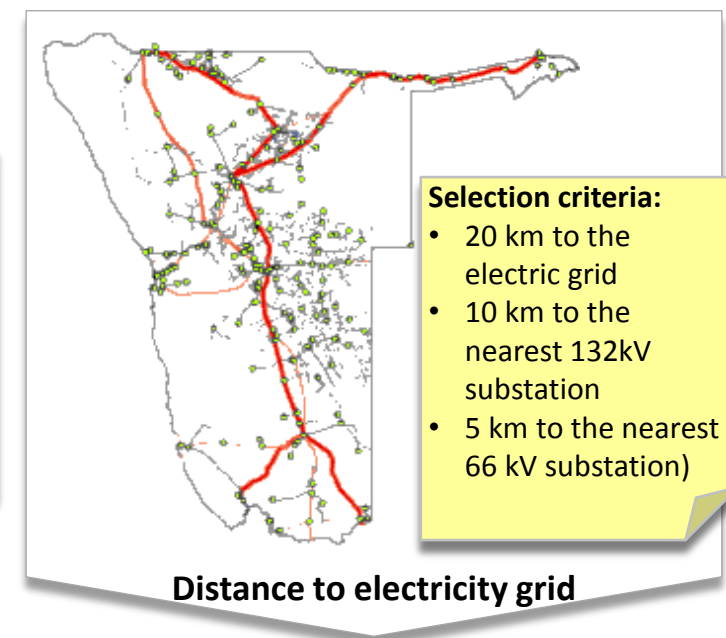 Selection criteria:
• 20 km to the
electric grid
• 10 km to the
nearest 132kV
substation
• 5 km to the nearest
66 kV substation)
Distance to electricity grid